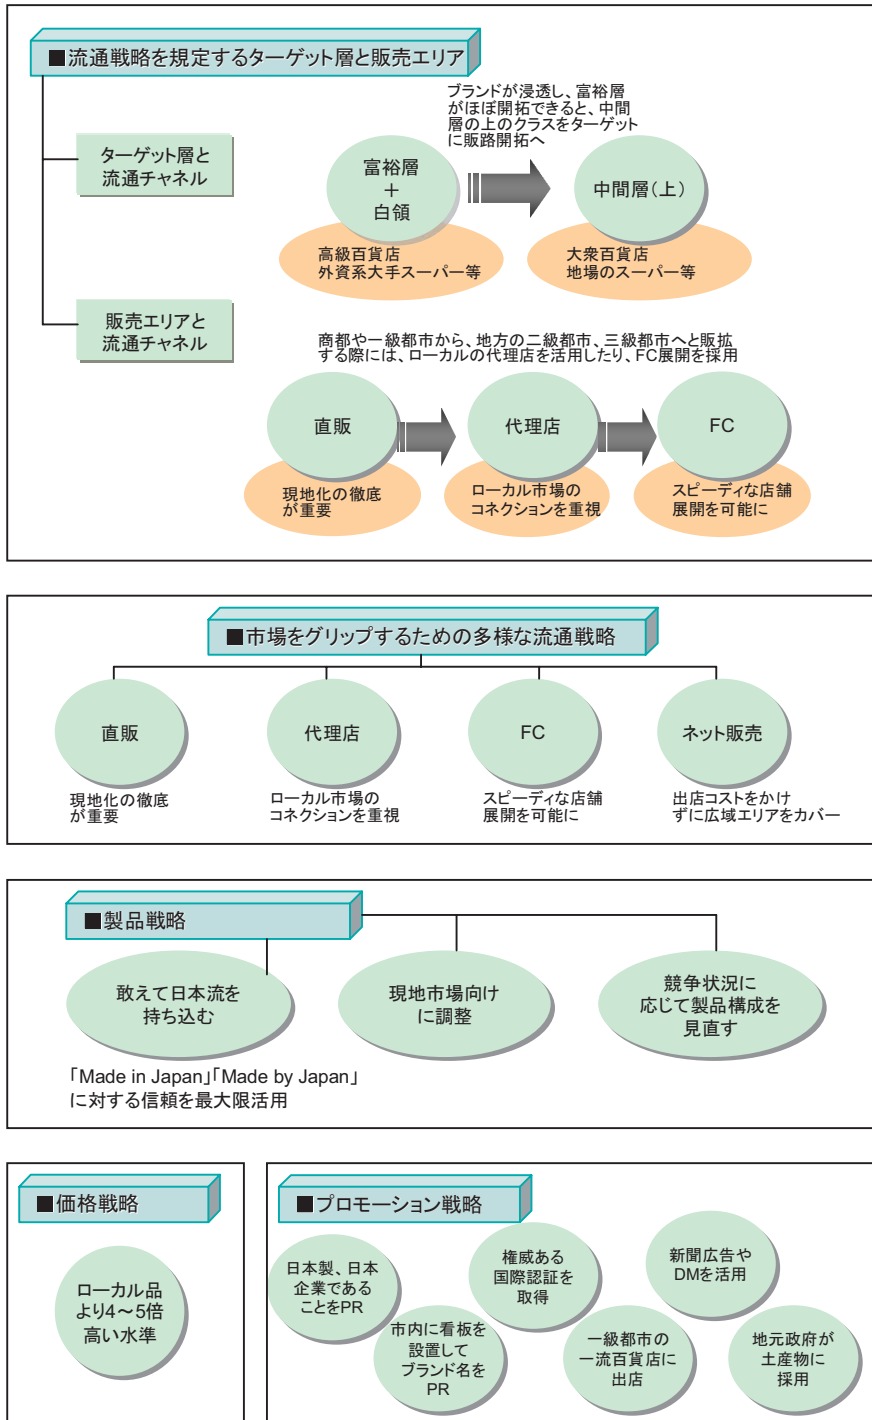 ■流通戦略を規定するターゲット層と販売エリア
ブランドが浸透し、富裕層
がほぼ開拓できると、中間
層の上のクラスをターゲット
に販路開拓へ
ターゲット層と
流通チャネル
富裕層
＋
白領
中間層（上）
高級百貨店
外資系大手スーパー等
大衆百貨店
地場のスーパー等
販売エリアと
流通チャネル
商都や一級都市から、地方の二級都市、三級都市へと販拡
する際には、ローカルの代理店を活用したり、FC展開を採用
直販
代理店
FC
現地化の徹底
が重要
ローカル市場の
コネクションを重視
スピーディな店舗
展開を可能に
■市場をグリップするための多様な流通戦略
直販
代理店
FC
ネット販売
現地化の徹底
が重要
ローカル市場の
コネクションを重視
スピーディな店舗
展開を可能に
出店コストをかけ
ずに広域エリアをカバー
■製品戦略
敢えて日本流を
持ち込む
現地市場向け
に調整
競争状況に
応じて製品構成を
見直す
「Made in Japan」「Made by Japan」
に対する信頼を最大限活用
■価格戦略
ローカル品
より4～5倍
高い水準
■プロモーション戦略
日本製、日本
企業である
ことをPR
市内に看板を
設置して
ブランド名を
PR
権威ある
国際認証を
取得
一級都市の
一流百貨店に
出店
新聞広告や
DMを活用
地元政府が
土産物に
採用